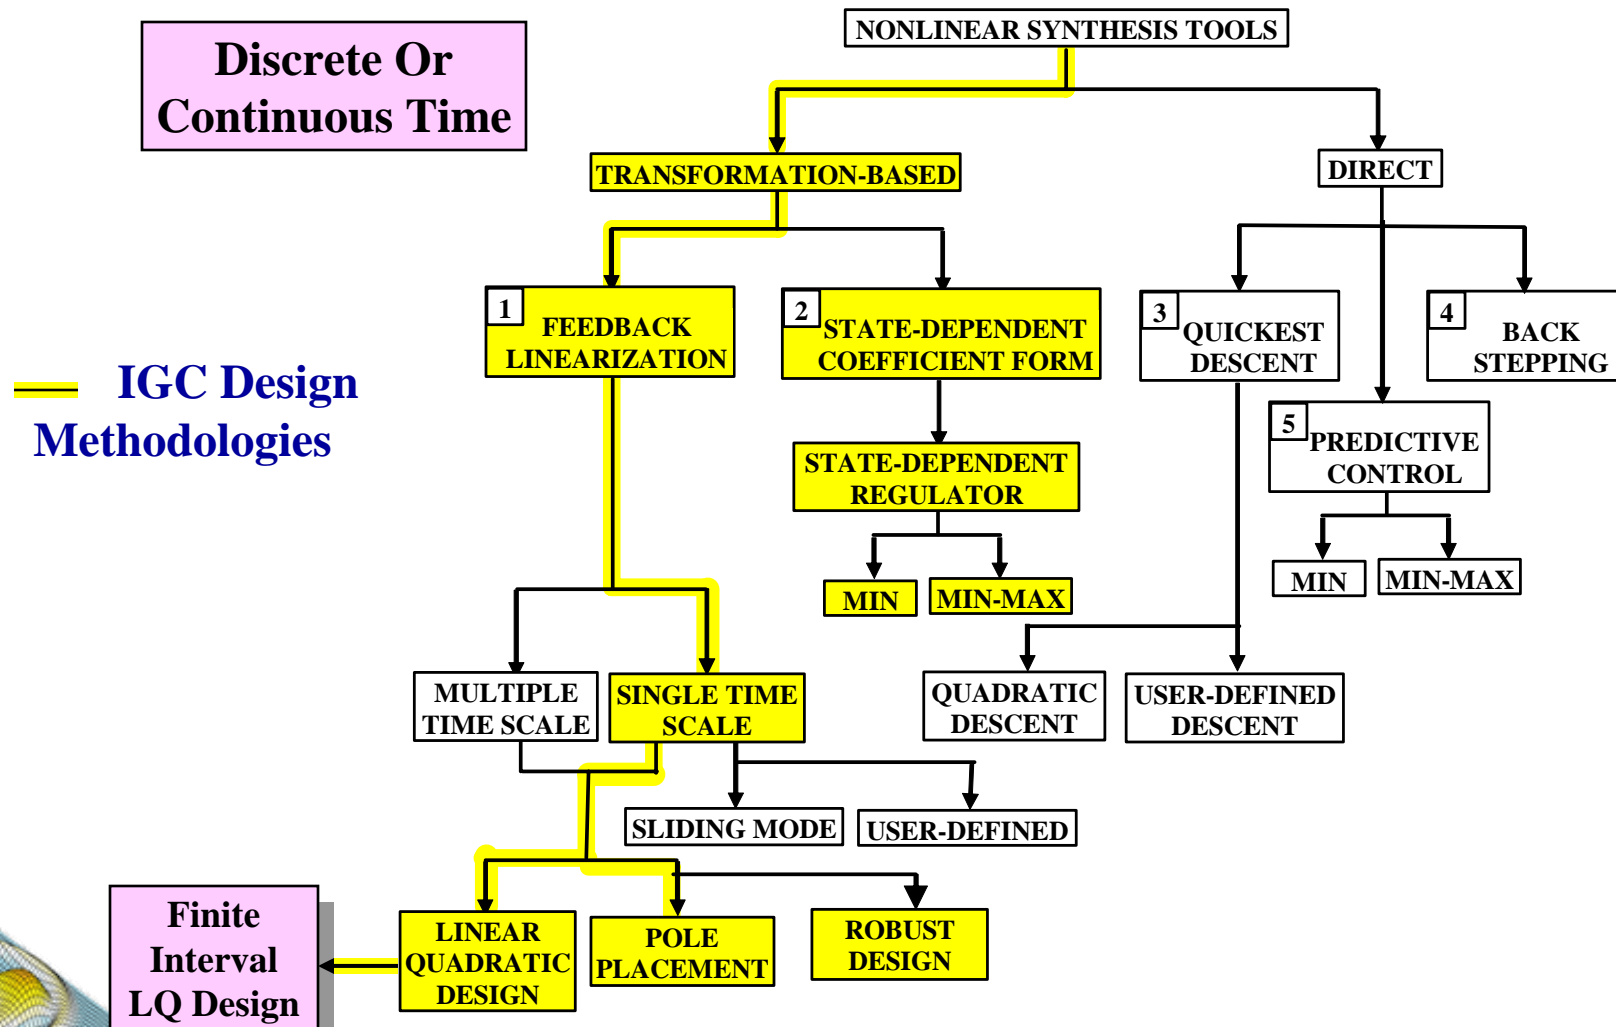 Discrete Or
Continuous Time
NONLINEAR SYNTHESIS TOOLS
TRANSFORMATION-BASED
DIRECT
1
FEEDBACK
LINEARIZATION
2
STATE-DEPENDENT
COEFFICIENT FORM
3
QUICKEST
DESCENT
4
BACK
STEPPING
IGC Design
Methodologies
5
PREDICTIVE
CONTROL
STATE-DEPENDENT
REGULATOR
MIN
MIN-MAX
MIN
MIN-MAX
MULTIPLE
TIME SCALE
SINGLE TIME
SCALE
QUADRATIC
DESCENT
USER-DEFINED
DESCENT
SLIDING MODE
USER-DEFINED
Finite
Interval
LQ Design
LINEAR
QUADRATIC
DESIGN
POLE
PLACEMENT
ROBUST
DESIGN